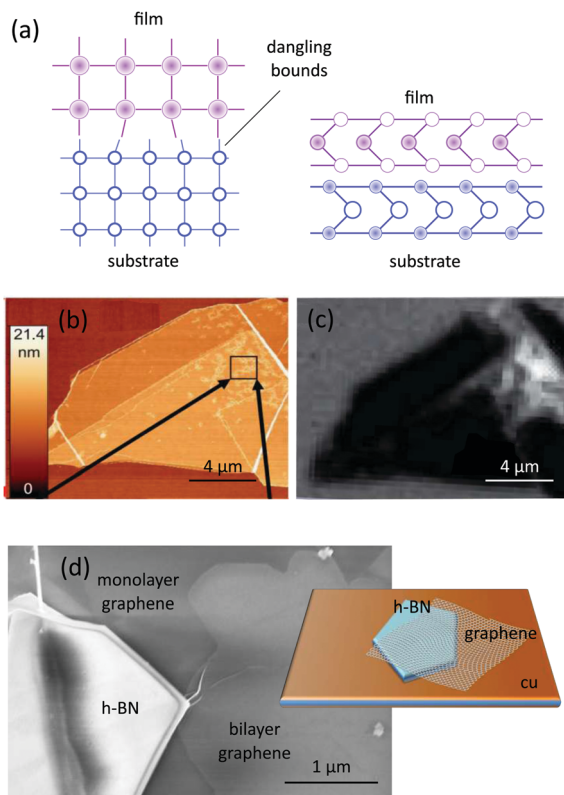 (a)
film
dangling
bounds
substrate
film
substrate
(b)
21.4
nm
0
4 μm
(c)
4 μm
(d)
monolayer
graphene
h-BN
bilayer
graphene
1 μm
h-BN
graphene
cu